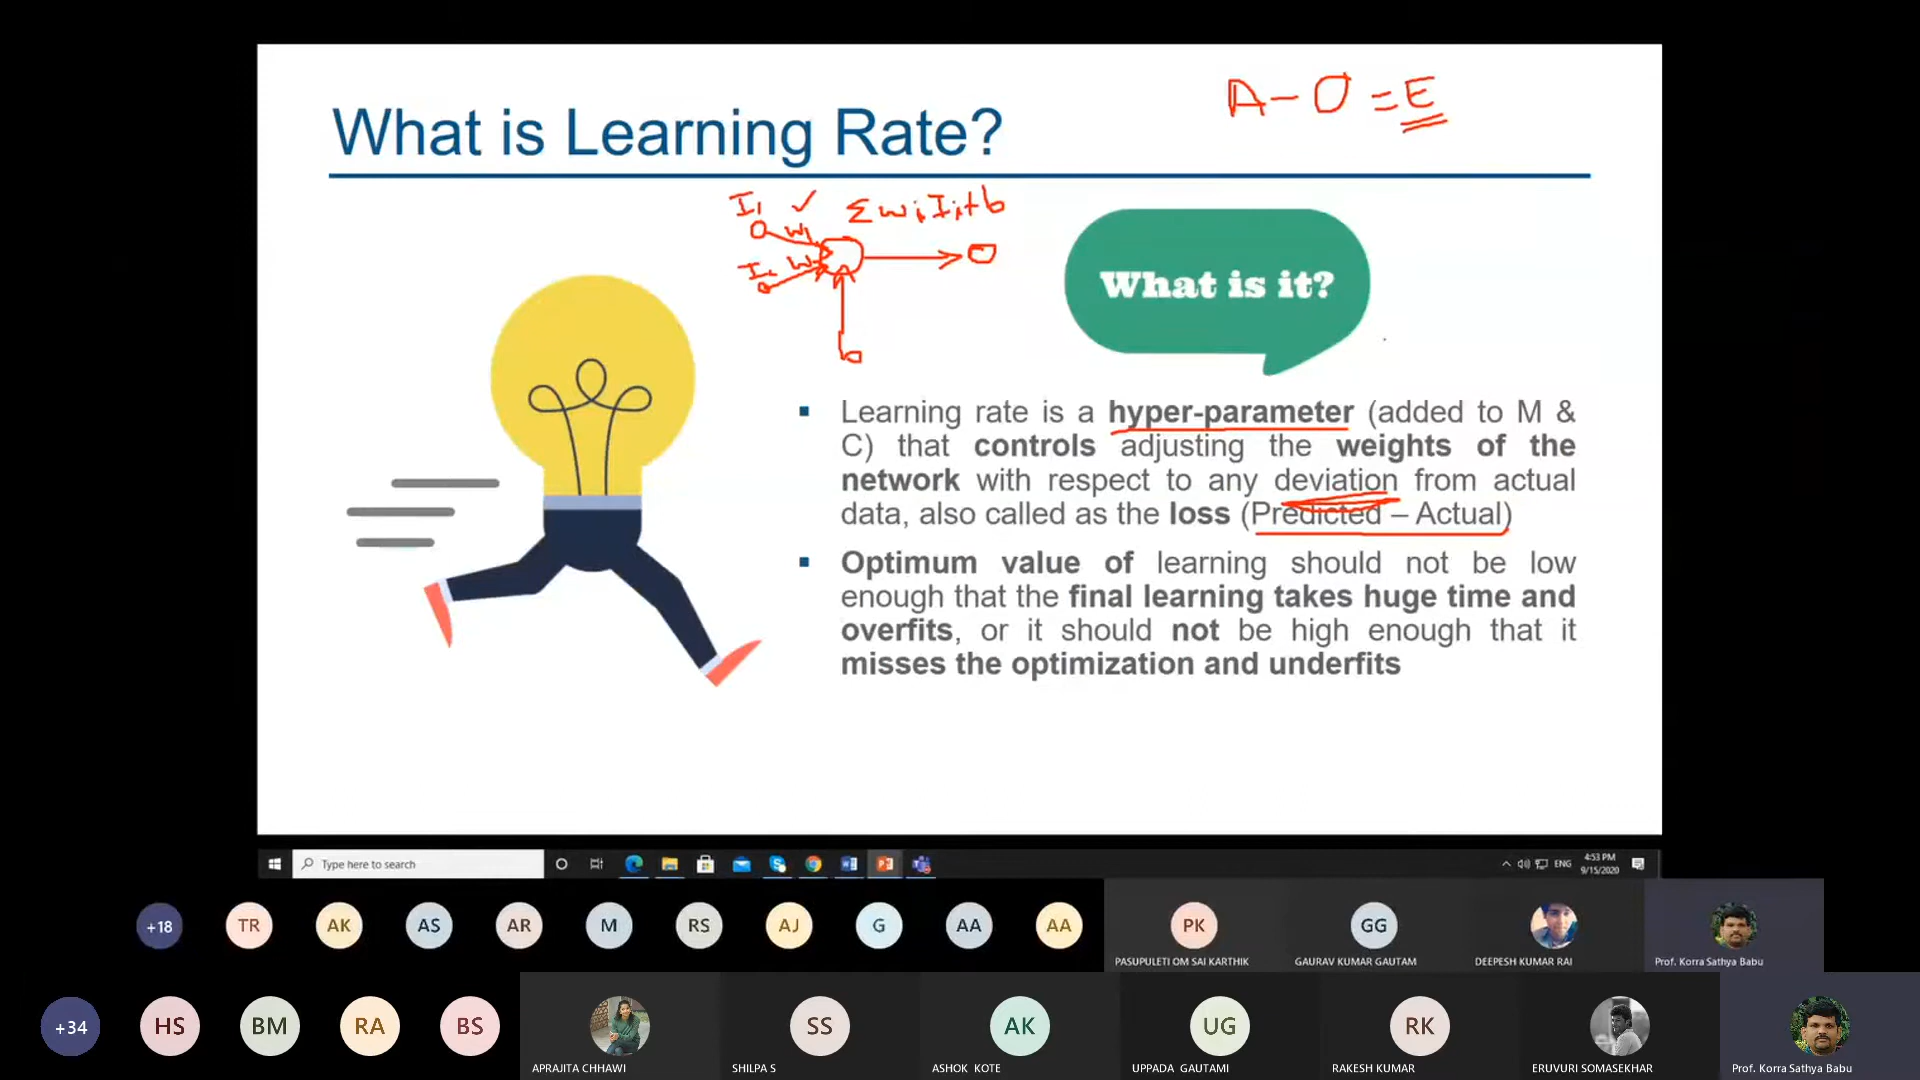 A - O = E
What is Learning Rate?
I1 ✓ Σ wi Ii + b
w1
O
I2
b
What is it?
▪ Learning rate is a hyper-parameter (added to M &
C) that controls adjusting the weights of the
network with respect to any deviation from actual
data, also called as the loss (Predicted – Actual)
▪ Optimum value of learning should not be low
enough that the final learning takes huge time and
overfits, or it should not be high enough that it
misses the optimization and underfits
Type here to search
ENG
4:53 PM
9/15/2020
+18 TR AK AS AR M RS AJ G AA AA PK GG
PASUPULETI OM SAI KARTHIK GAURAV KUMAR GAUTAM DEEPESH KUMAR RAI Prof. Korra Sathya Babu
+34 HS BM RA BS SS AK UG RK
APRAJITA CHHAWI SHILPA S ASHOK KOTE UPPADA GAUTAMI RAKESH KUMAR ERUVURI SOMASEKHAR Prof. Korra Sathya Babu